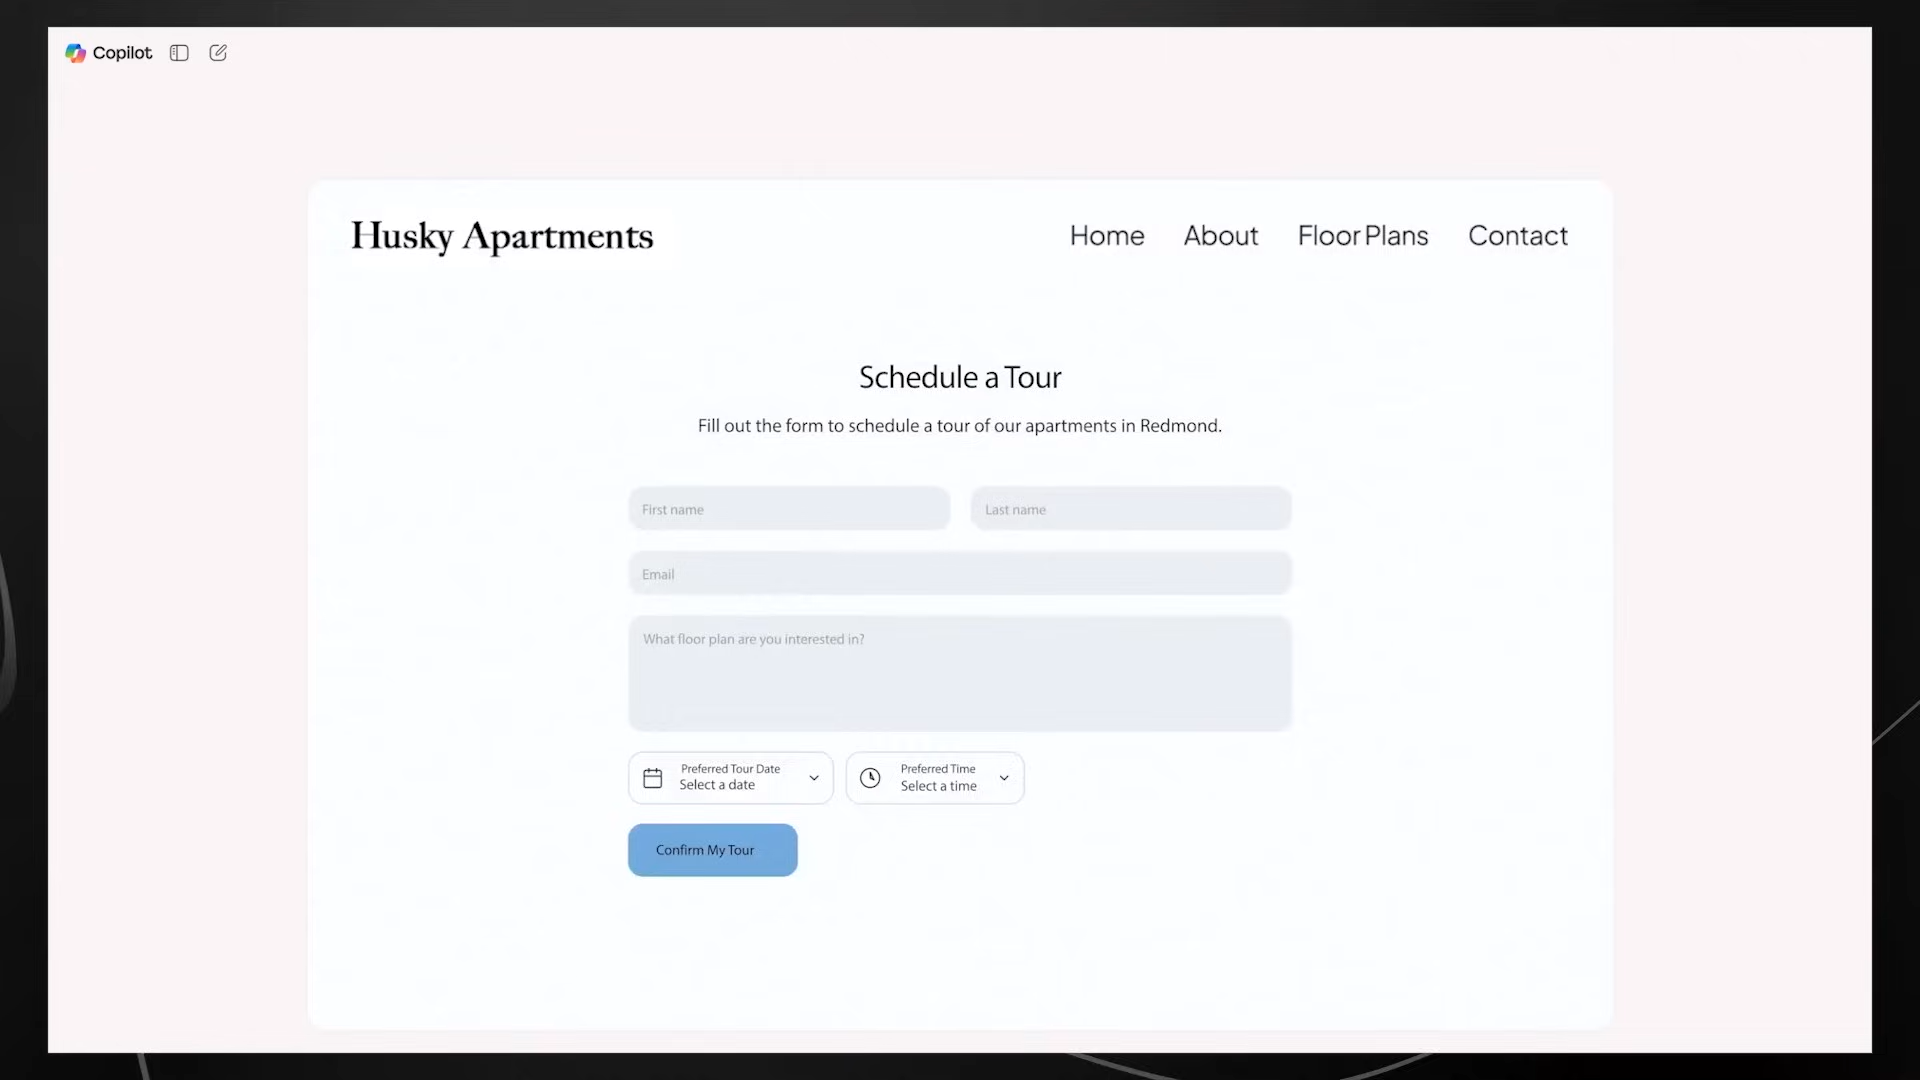 Copilot
Husky Apartments
Home About Floor Plans Contact
Schedule a Tour
Fill out the form to schedule a tour of our apartments in Redmond.
First name Last name
Email
What floor plan are you interested in?
Preferred Tour Date
Select a date
Preferred Time
Select a time
Confirm My Tour